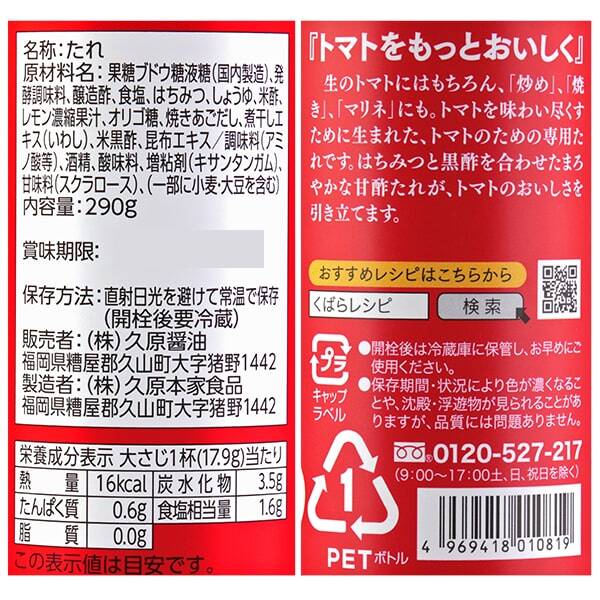 名称:たれ
原材料名:果糖ブドウ糖液糖(国内製造)、発
酵調味料、醸造酢、食塩、はちみつ、しょうゆ、米酢、
レモン濃縮果汁、オリゴ糖、焼きあごだし、煮干しエ
キス(いわし)、米黒酢、昆布エキス/調味料(アミ
ノ酸等)、酒精、酸味料、増粘剤(キサンタンガム)、
甘味料(スクラロース)、(一部に小麦・大豆を含む)
内容量:290g
賞味期限:
保存方法:直射日光を避けて常温で保存
(開栓後要冷蔵)
販売者:(株)久原醤油
福岡県糟屋郡久山町大字猪野1442
製造者:(株)久原本家食品
福岡県糟屋郡久山町大字猪野1442
栄養成分表示 大さじ1杯(17.9g)当たり
熱量 16kcal 炭水化物 3.5g
たんぱく質 0.6g 食塩相当量 1.6g
脂質 0.0g
この表示値は目安です。
『トマトをもっとおいしく』
生のトマトにはもちろん、「炒め」、「焼
き」、「マリネ」にも。トマトを味わい尽くす
ために生まれた、トマトのための専用た
れです。はちみつと黒酢を合わせたまろ
やかな甘酢たれが、トマトのおいしさを
引き立てます。
おすすめレシピはこちらから
くばらレシピ 検索
プラ
キャップ
ラベル
●開栓後は冷蔵庫に保管し、お早めにご
使用ください。
●保存期間・状況により色が濃くなるこ
とや、沈殿・浮遊物が見られることがあ
りますが、品質には問題ありません。
0120-527-217
(9:00~17:00土、日、祝日を除く)
1
PETボトル
4 969418 010819